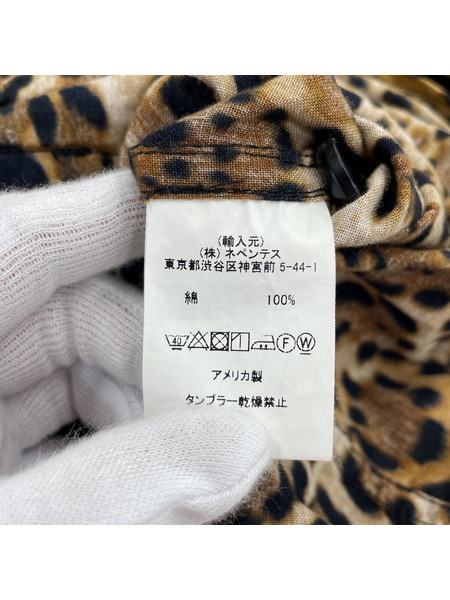 (輸入元)
(株) ネペンテス
東京都渋谷区神宮前 5-44-1
綿 100%
40 F W
アメリカ製
タンブラー乾燥禁止